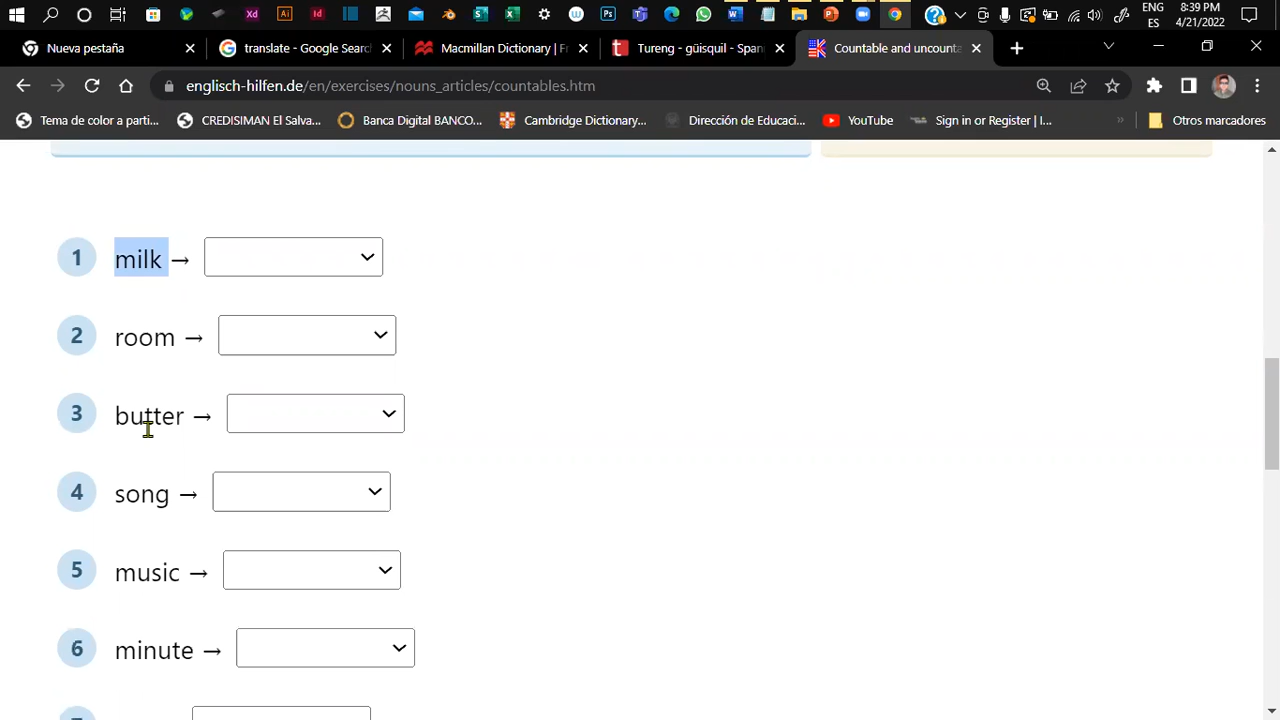 ENG
ES
8:39 PM
4/21/2022
Nueva pestaña
translate - Google Searc
Macmillan Dictionary | F
Tureng - güisquil - Span
Countable and uncounta
englisch-hilfen.de/en/exercises/nouns_articles/countables.htm
Tema de color a parti...
CREDISIMAN El Salva...
Banca Digital BANCO...
Cambridge Dictionary...
Dirección de Educaci...
YouTube
Sign in or Register | I...
Otros marcadores
1 milk →
2 room →
3 butter →
4 song →
5 music →
6 minute →